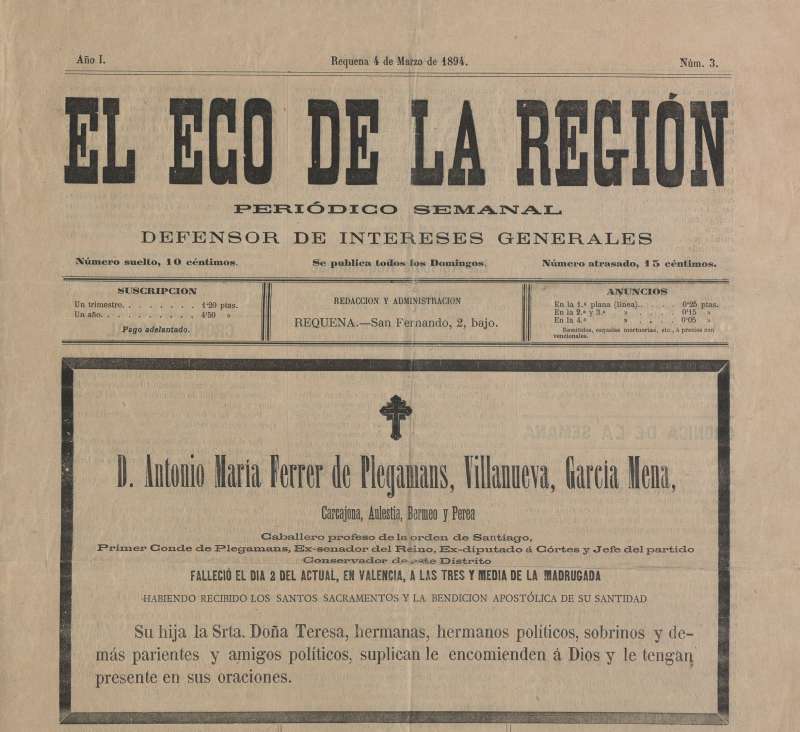 Año I.
Requena 4 de Marzo de 1894.
Núm. 3.
EL ECO DE LA REGIÓN
PERIÓDICO SEMANAL
DEFENSOR DE INTERESES GENERALES
Número suelto, 10 céntimos.
Se publica todos los Domingos.
Número atrasado, 15 céntimos.
SUSCRIPCION
Un trimestre. . . . . . . . 1'20 ptas.
Un año. . . . . . . . . . 4'50 »
Pago adelantado.
REDACCION Y ADMINISTRACION
REQUENA.—San Fernando, 2, bajo.
ANUNCIOS
En la 1.ª plana (línea). . . . . 0'25 ptas.
En la 2.ª y 3.ª » . . . . . 0'15 »
En la 4.ª » . . . . . 0'05 »
Remitidos, esquelas mortuorias, etc., á precios convencionales.
D. Antonio María Ferrer de Plegamans, Villanueva, García Mena,
Carcajona, Aulestia, Bermeo y Perea
Caballero profeso de la orden de Santiago,
Primer Conde de Plegamans, Ex-senador del Reino, Ex-diputado á Córtes y Jefe del partido
Conservador de este Distrito
FALLECIÓ EL DIA 2 DEL ACTUAL, EN VALENCIA, A LAS TRES Y MEDIA DE LA MADRUGADA
HABIENDO RECIBIDO LOS SANTOS SACRAMENTOS Y LA BENDICION APOSTÓLICA DE SU SANTIDAD
Su hija la Srta. Doña Teresa, hermanas, hermanos políticos, sobrinos y de-
más parientes y amigos políticos, suplican le encomienden á Dios y le tengan
presente en sus oraciones.